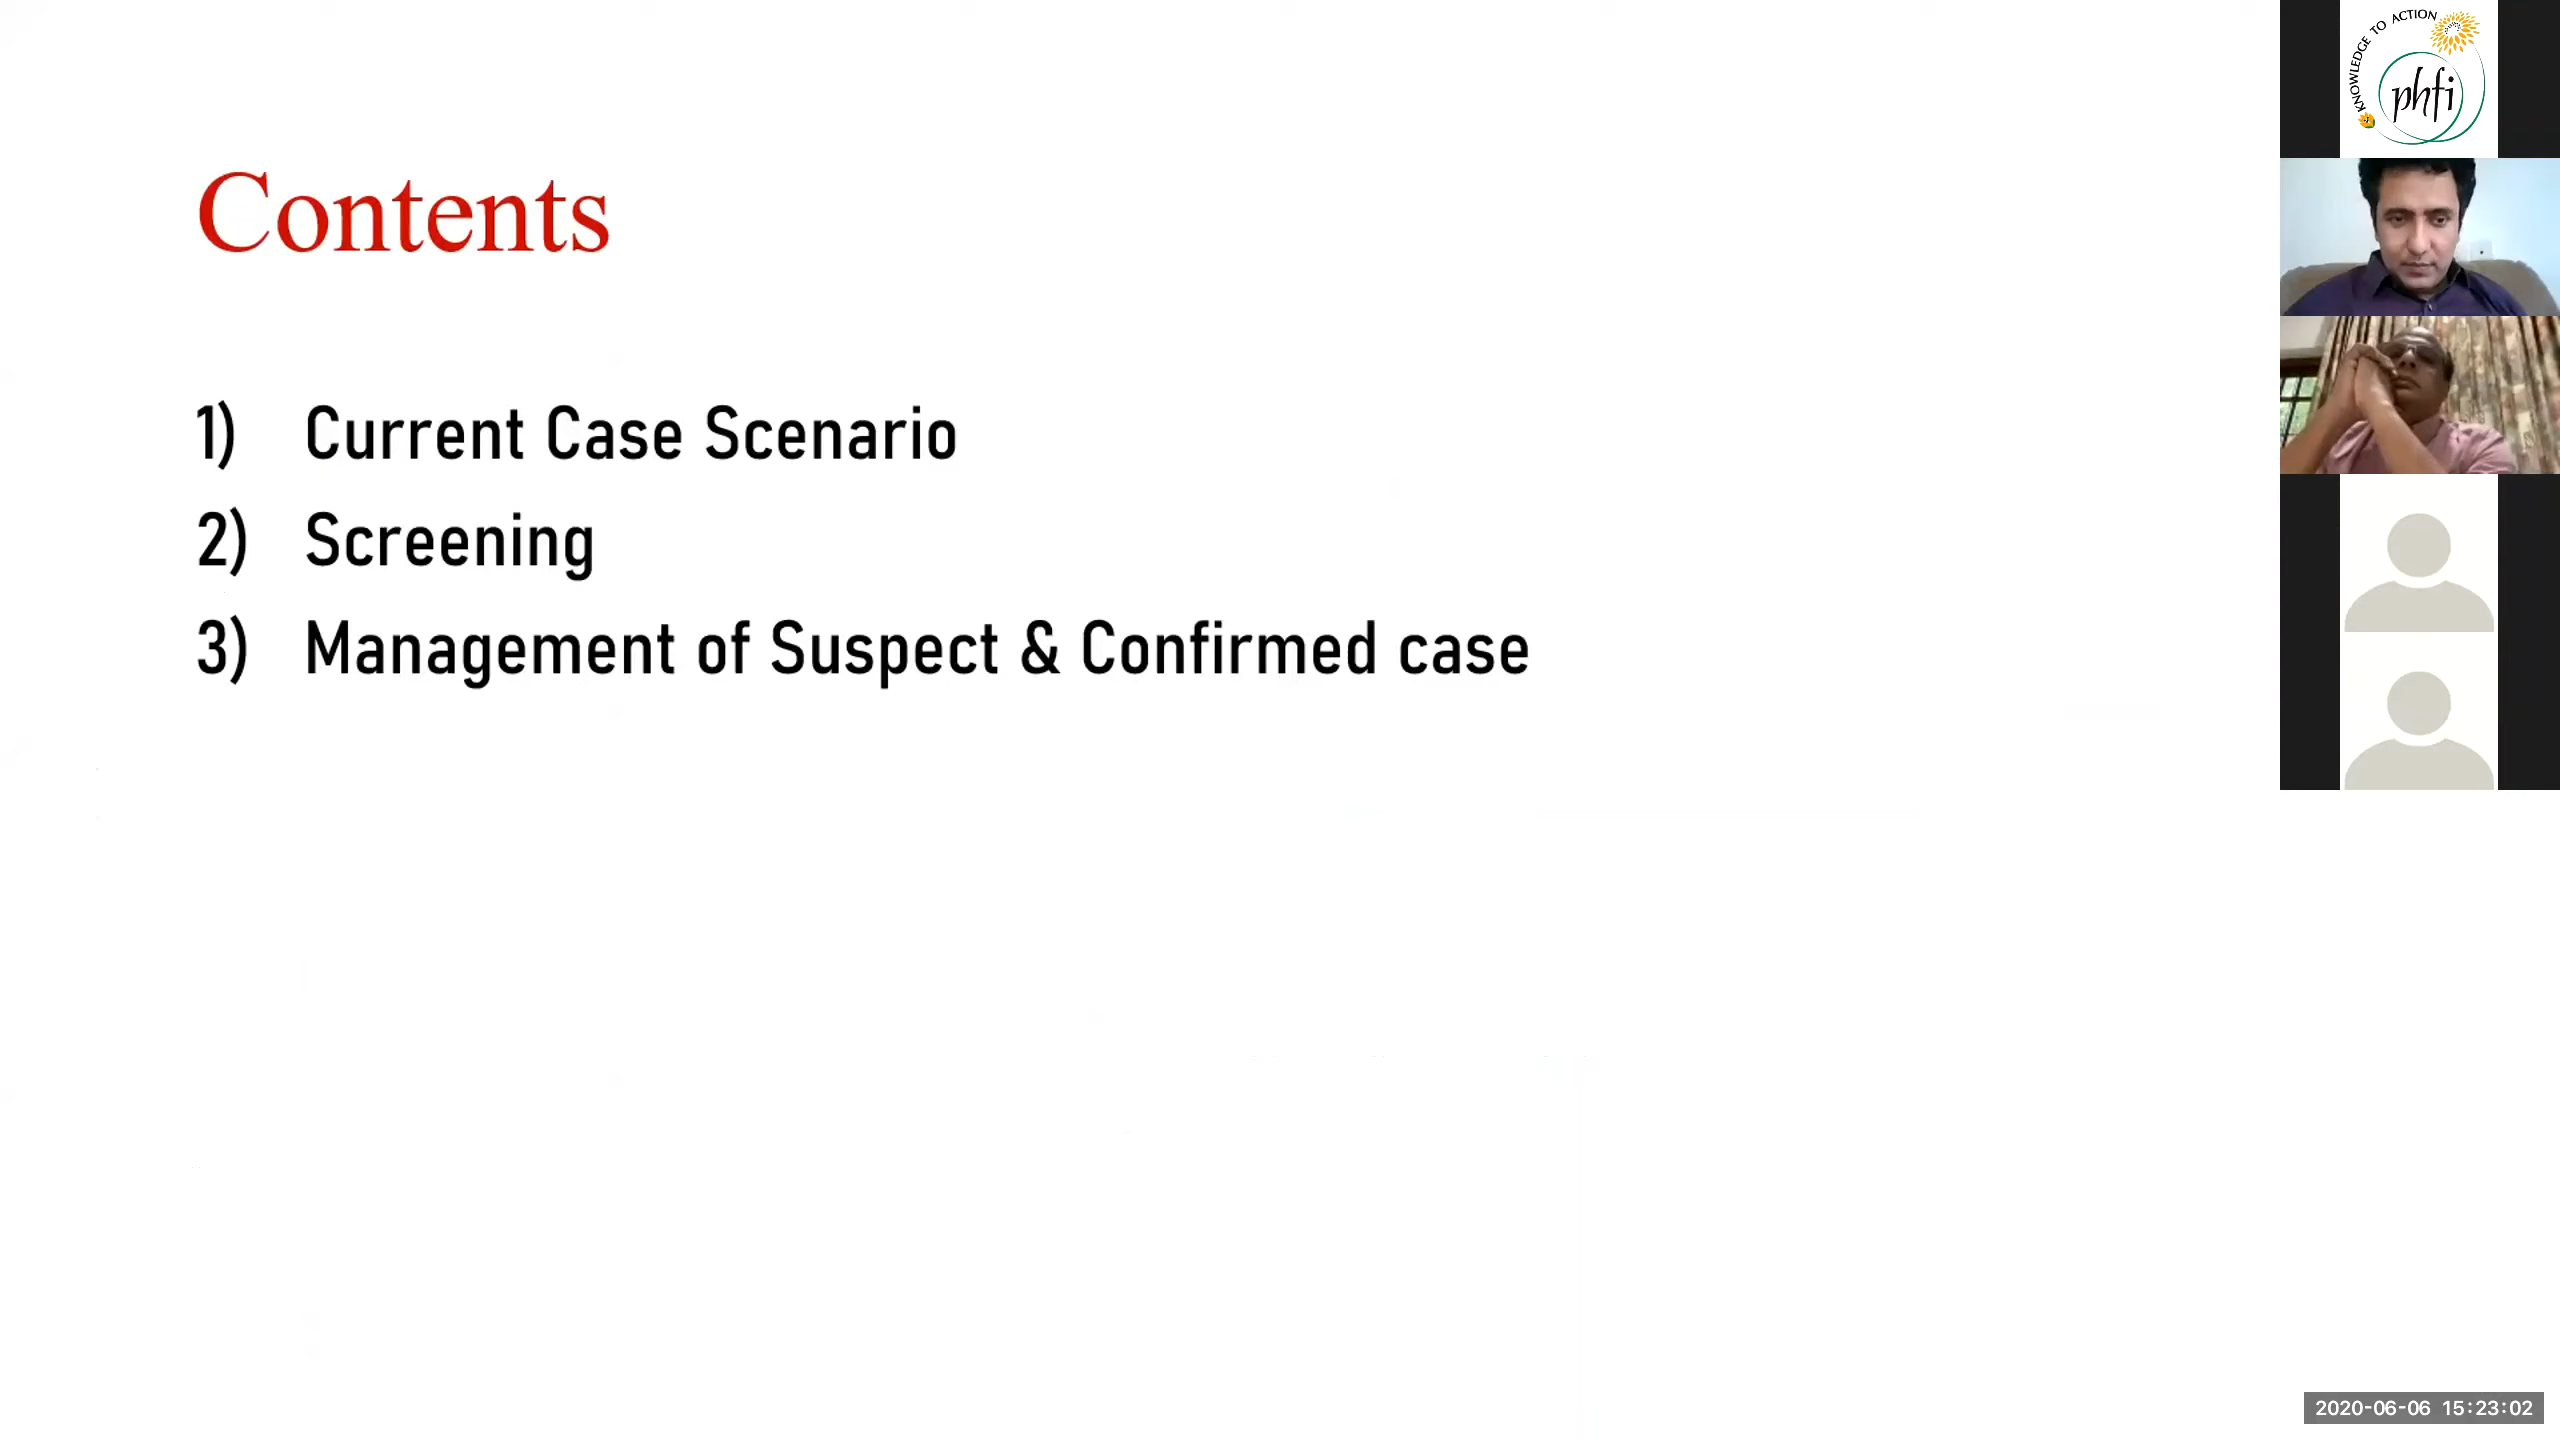 Contents
1) Current Case Scenario
2) Screening
3) Management of Suspect & Confirmed case
KNOWLEDGE TO ACTION
phfi
2020-06-06 15:23:02